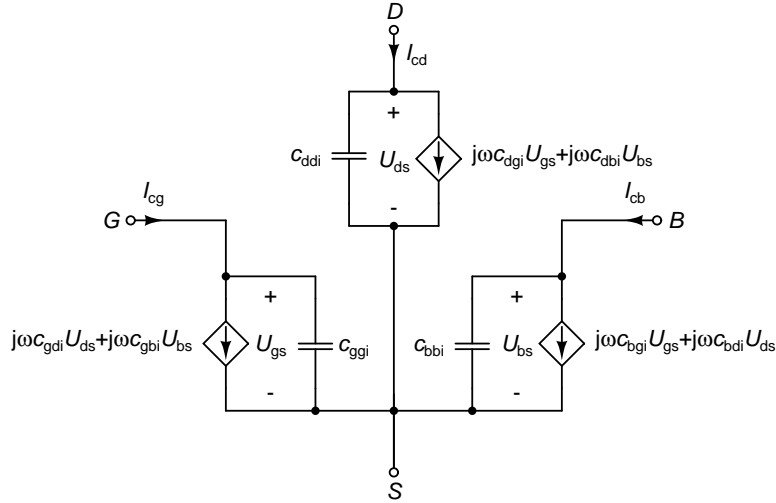 D
I_cd
+
c_ddi
U_ds
jωc_dgi U_gs+jωc_dbi U_bs
-
I_cg
G
I_cb
B
+
+
jωc_gdi U_ds+jωc_gbi U_bs
U_gs
c_ggi
c_bbi
U_bs
jωc_bgi U_gs+jωc_bdi U_ds
-
-
S